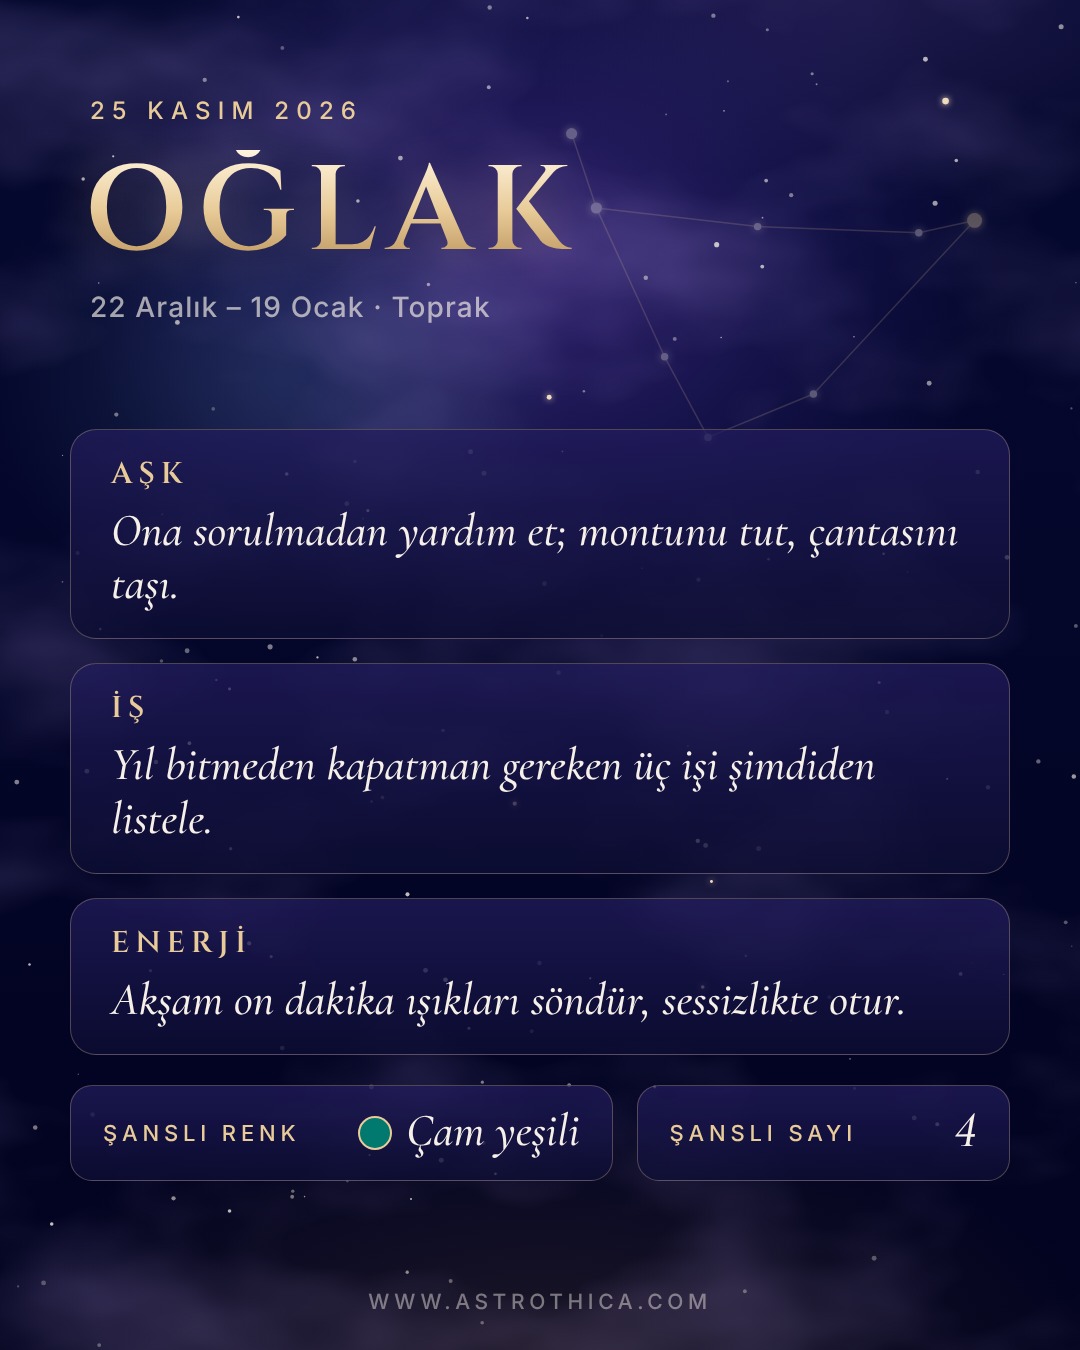 25 KASIM 2026
OĞLAK
22 Aralık – 19 Ocak · Toprak
AŞK
Ona sorulmadan yardım et; montunu tut, çantasını
taşı.
İŞ
Yıl bitmeden kapatman gereken üç işi şimdiden
listele.
ENERJİ
Akşam on dakika ışıkları söndür, sessizlikte otur.
ŞANSLI RENK Çam yeşili
ŞANSLI SAYI 4
WWW.ASTROTHICA.COM